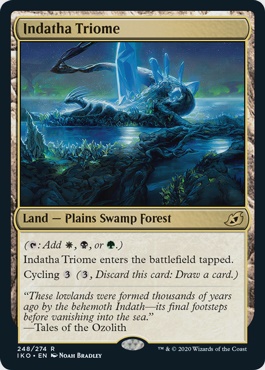 Indatha Triome
Land — Plains Swamp Forest
(: Add , , or .)
Indatha Triome enters the battlefield tapped.
Cycling 3 (3, Discard this card: Draw a card.)
"These lowlands were formed thousands of years
ago by the behemoth Indath—its final footsteps
before vanishing into the sea."
—Tales of the Ozolith
248/274 R
IKO • EN Noah Bradley
™ & © 2020 Wizards of the Coast